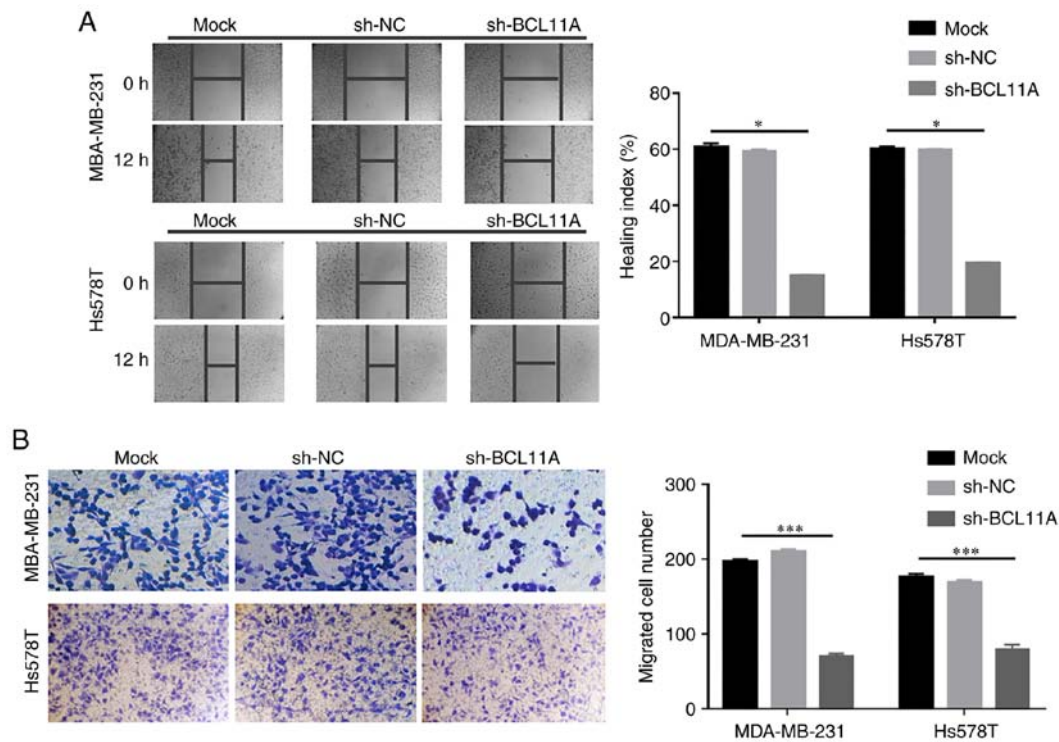 A
Mock sh-NC sh-BCL11A
MBA-MB-231
0 h
12 h
Mock sh-NC sh-BCL11A
Hs578T
0 h
12 h
Mock
sh-NC
sh-BCL11A
Healing index (%)
80
60
40
20
0
* *
MDA-MB-231 Hs578T
B
Mock sh-NC sh-BCL11A
MBA-MB-231
Hs578T
Mock
sh-NC
sh-BCL11A
Migrated cell number
300
200
100
0
*** ***
MDA-MB-231 Hs578T